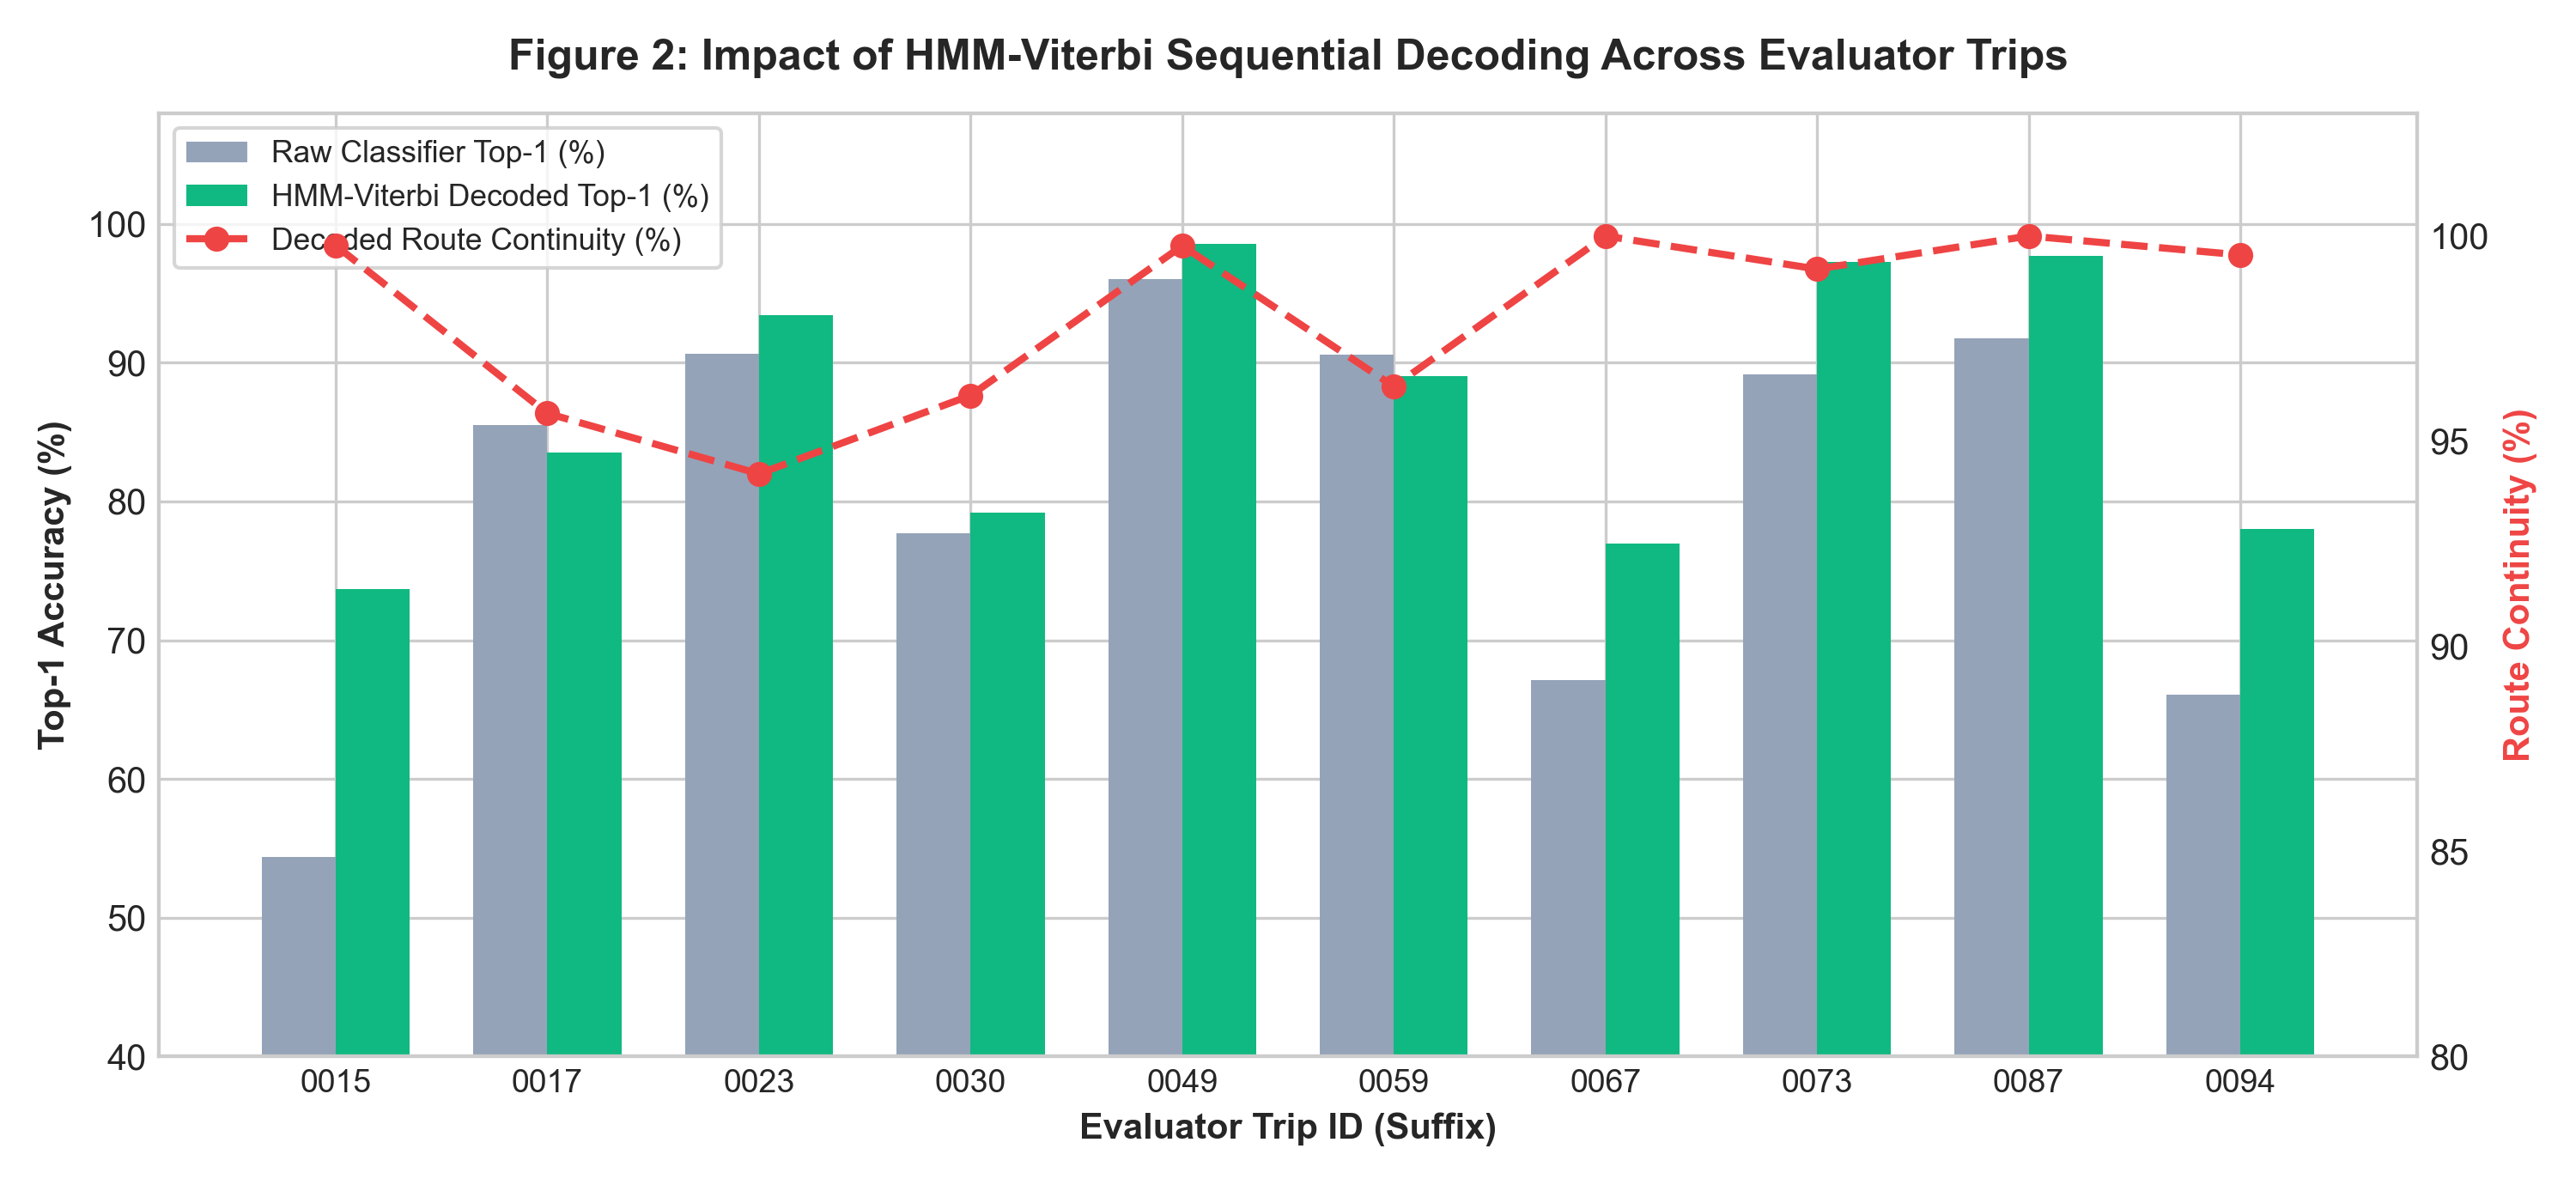 Figure 2: Impact of HMM-Viterbi Sequential Decoding Across Evaluator Trips
Raw Classifier Top-1 (%)
HMM-Viterbi Decoded Top-1 (%)
Decoded Route Continuity (%)
Top-1 Accuracy (%)
100
90
80
70
60
50
40
100
95
90
85
80
Route Continuity (%)
0015 0017 0023 0030 0049 0059 0067 0073 0087 0094
Evaluator Trip ID (Suffix)